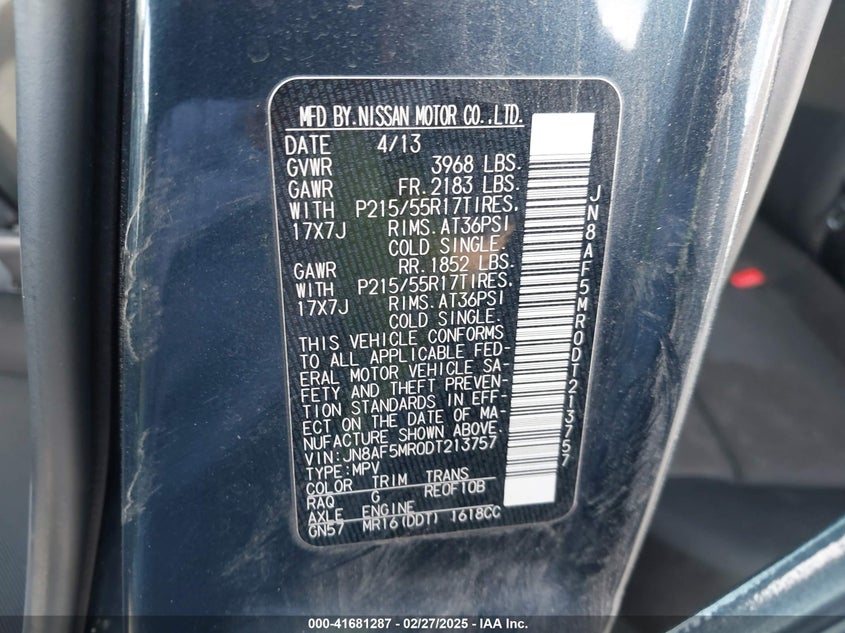 MFD BY.NISSAN MOTOR CO.,LTD.
DATE 4/13
GVWR 3968 LBS.
GAWR FR. 2183 LBS.
WITH P215/55R17TIRES.
17X7J RIMS. AT36PSI
COLD SINGLE.
GAWR RR. 1852 LBS.
WITH P215/55R17TIRES.
17X7J RIMS. AT36PSI
COLD SINGLE.
THIS VEHICLE CONFORMS
TO ALL APPLICABLE FED-
ERAL MOTOR VEHICLE SA-
FETY AND THEFT PREVEN-
TION STANDARDS IN EFF-
ECT ON THE DATE OF MA-
NUFACTURE SHOWN ABOVE.
VIN:JN8AF5MR0DT213757
TYPE:MPV
COLOR TRIM TRANS
RAQ G RE0F10B
AXLE ENGINE
GN57 MR16(DDT) 1618CC
JN8AF5MR0DT213757
000-41681287 - 02/27/2025 - IAA Inc.